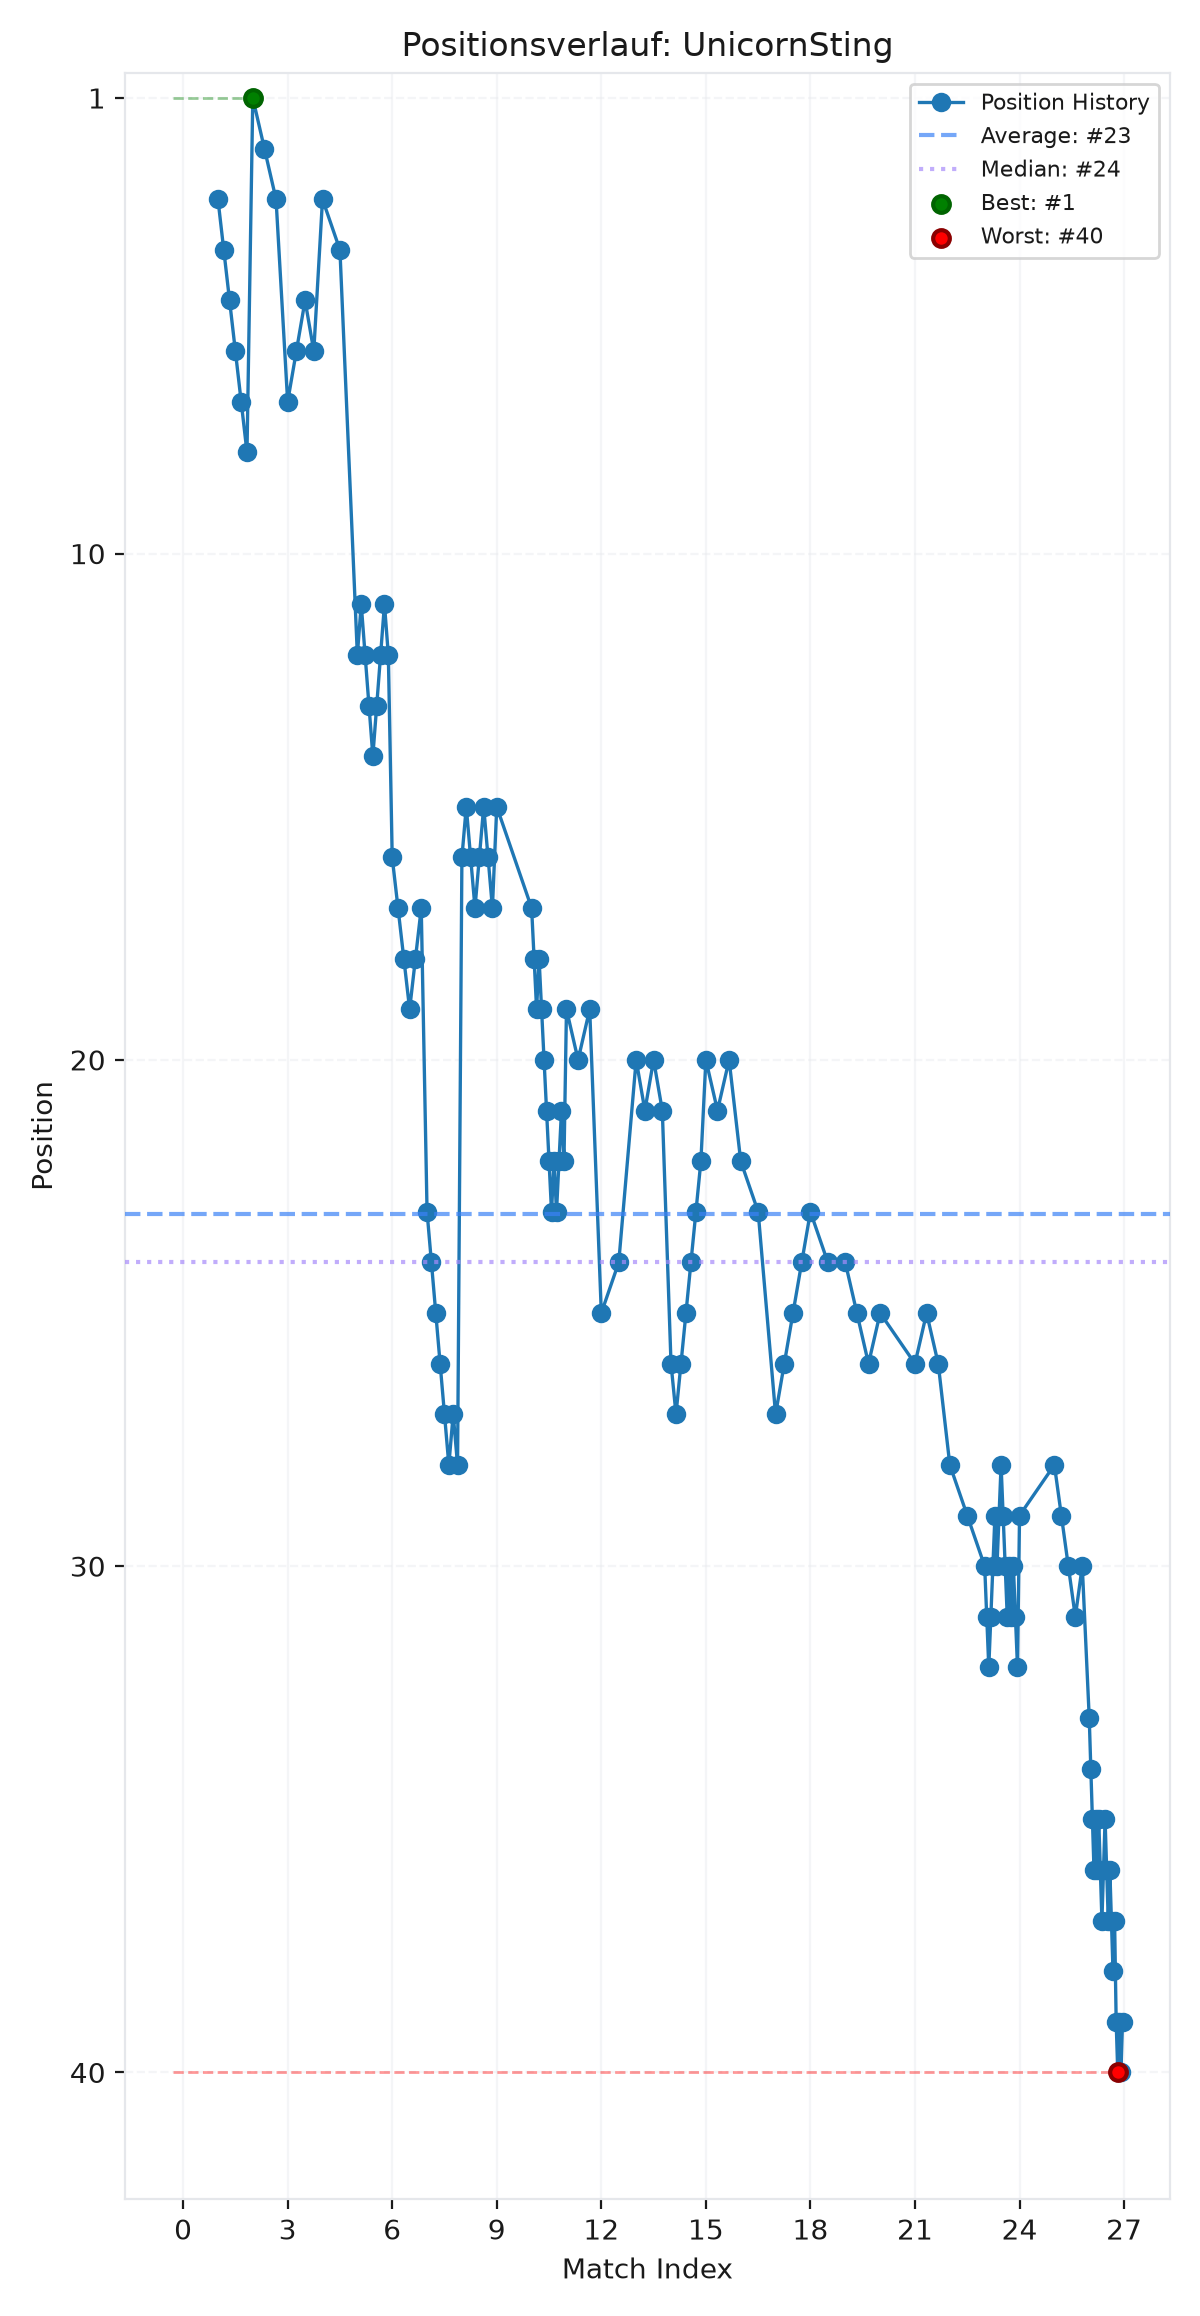 Positionsverlauf: UnicornSting
Position History
Average: #23
Median: #24
Best: #1
Worst: #40
1
10
20
30
40
Position
0 3 6 9 12 15 18 21 24 27
Match Index